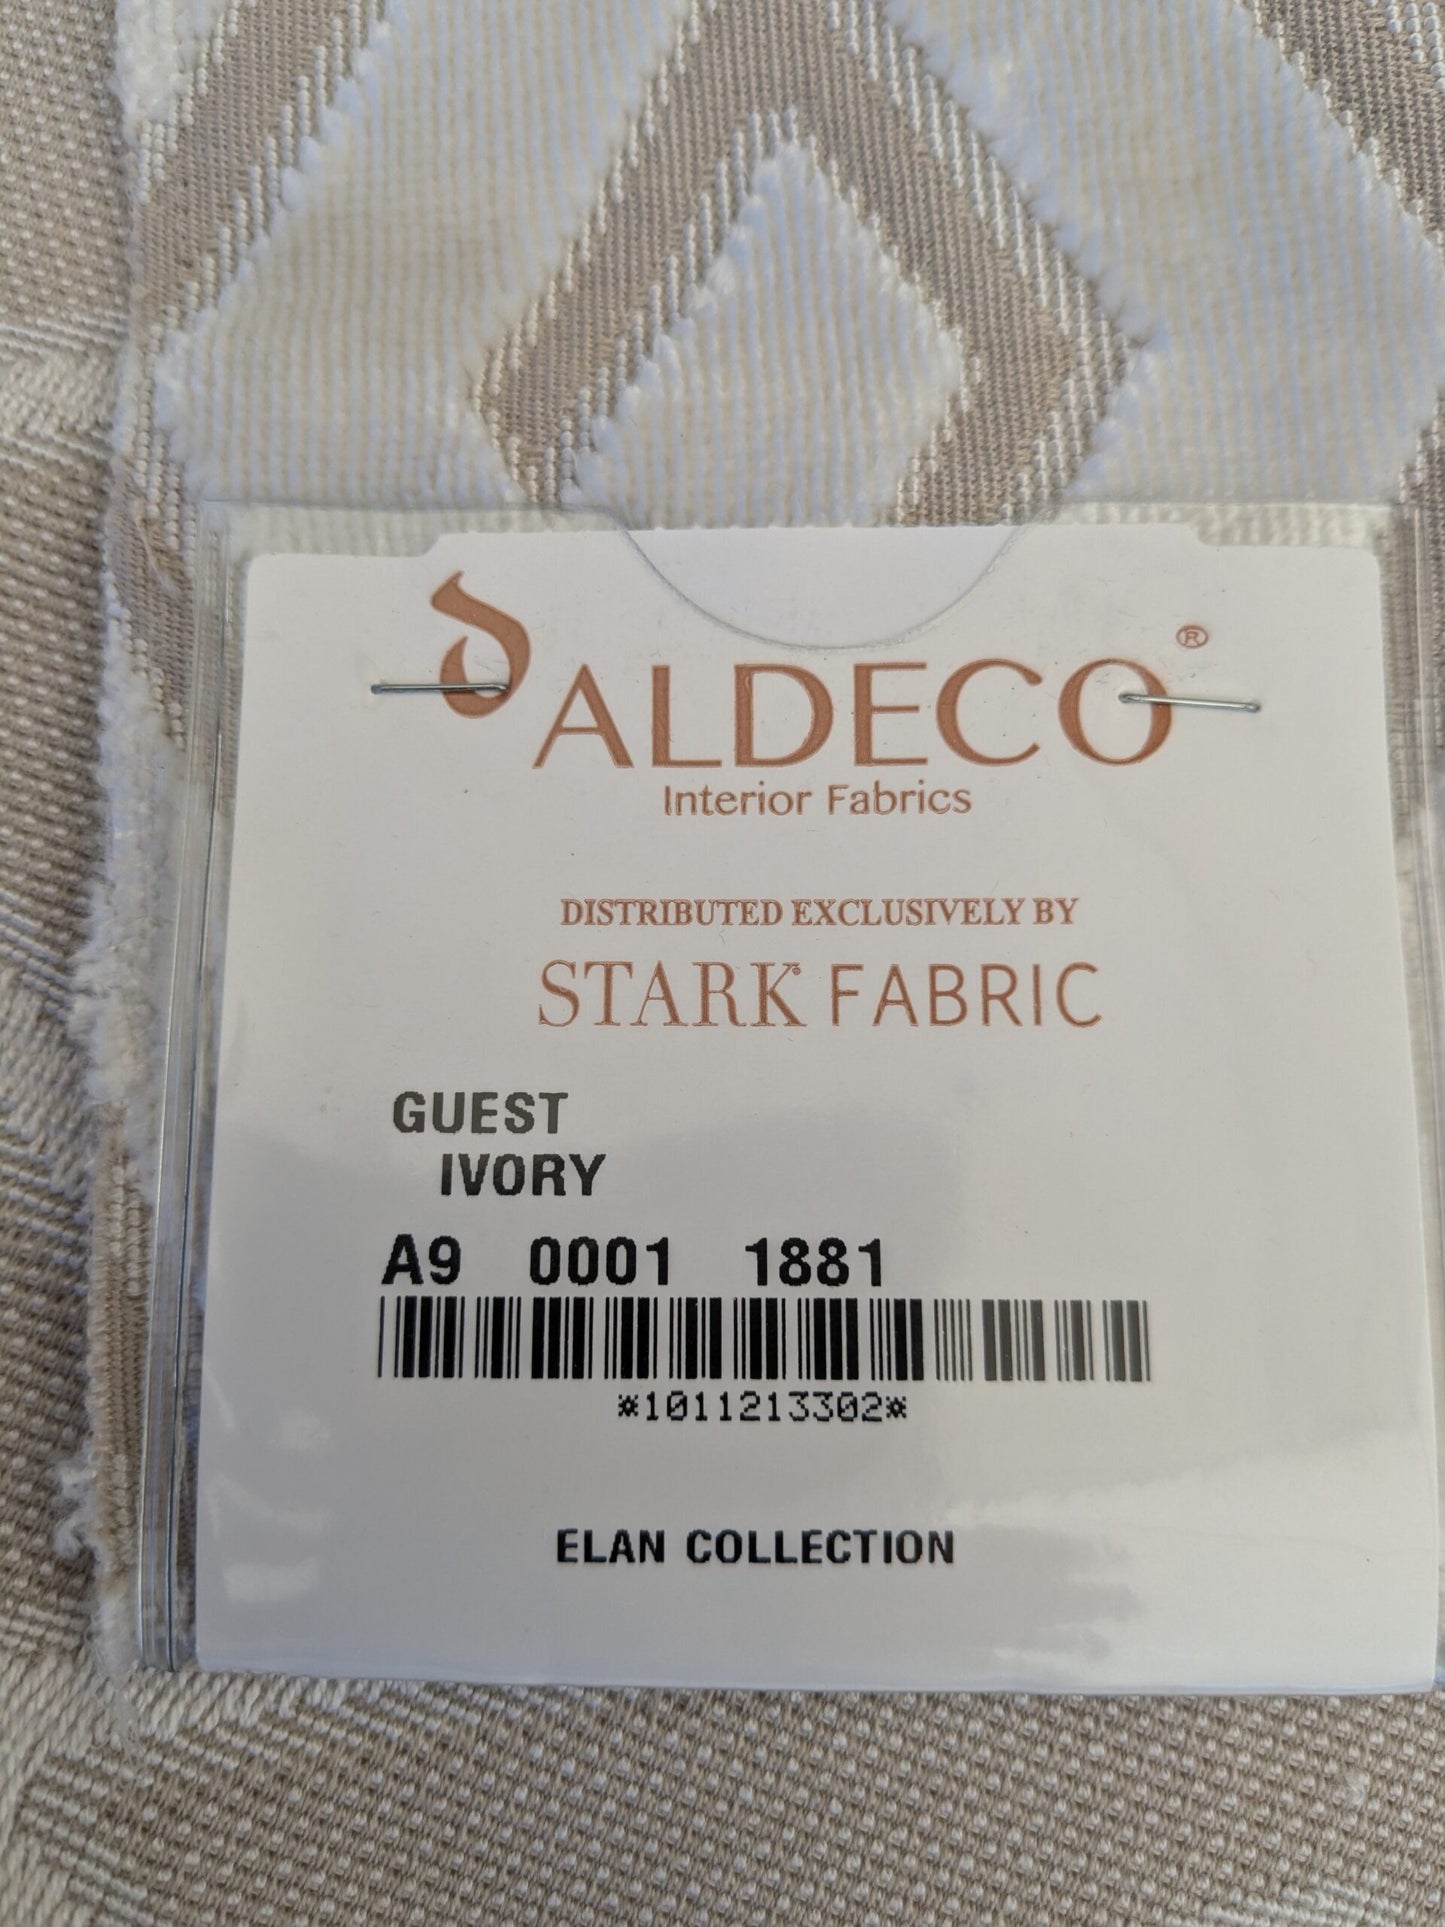 ALDECO®
Interior Fabrics
DISTRIBUTED EXCLUSIVELY BY
STARK® FABRIC
GUEST
IVORY
A9 0001 1881
*1011213302*
ELAN COLLECTION